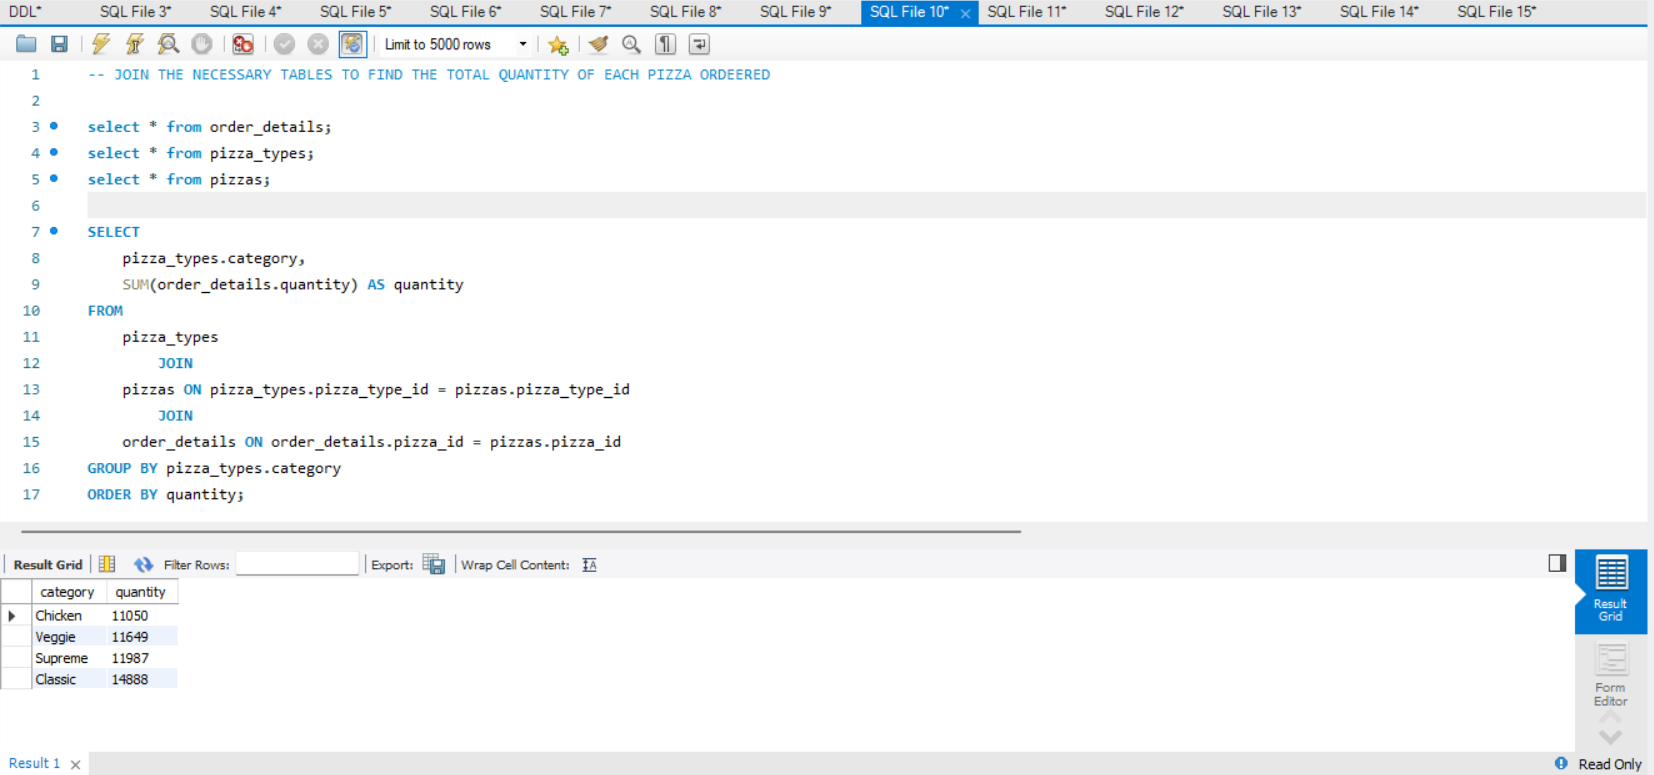 DDL* SQL File 3* SQL File 4* SQL File 5* SQL File 6* SQL File 7* SQL File 8* SQL File 9* SQL File 10* SQL File 11* SQL File 12* SQL File 13* SQL File 14* SQL File 15*
Limit to 5000 rows
1 -- JOIN THE NECESSARY TABLES TO FIND THE TOTAL QUANTITY OF EACH PIZZA ORDEERED
2
3 select * from order_details;
4 select * from pizza_types;
5 select * from pizzas;
6
7 SELECT
8 pizza_types.category,
9 SUM(order_details.quantity) AS quantity
10 FROM
11 pizza_types
12 JOIN
13 pizzas ON pizza_types.pizza_type_id = pizzas.pizza_type_id
14 JOIN
15 order_details ON order_details.pizza_id = pizzas.pizza_id
16 GROUP BY pizza_types.category
17 ORDER BY quantity;
Result Grid Filter Rows: Export: Wrap Cell Content: IA
category quantity
Chicken 11050
Veggie 11649
Supreme 11987
Classic 14888
Result
Grid
Form
Editor
Result 1 Read Only